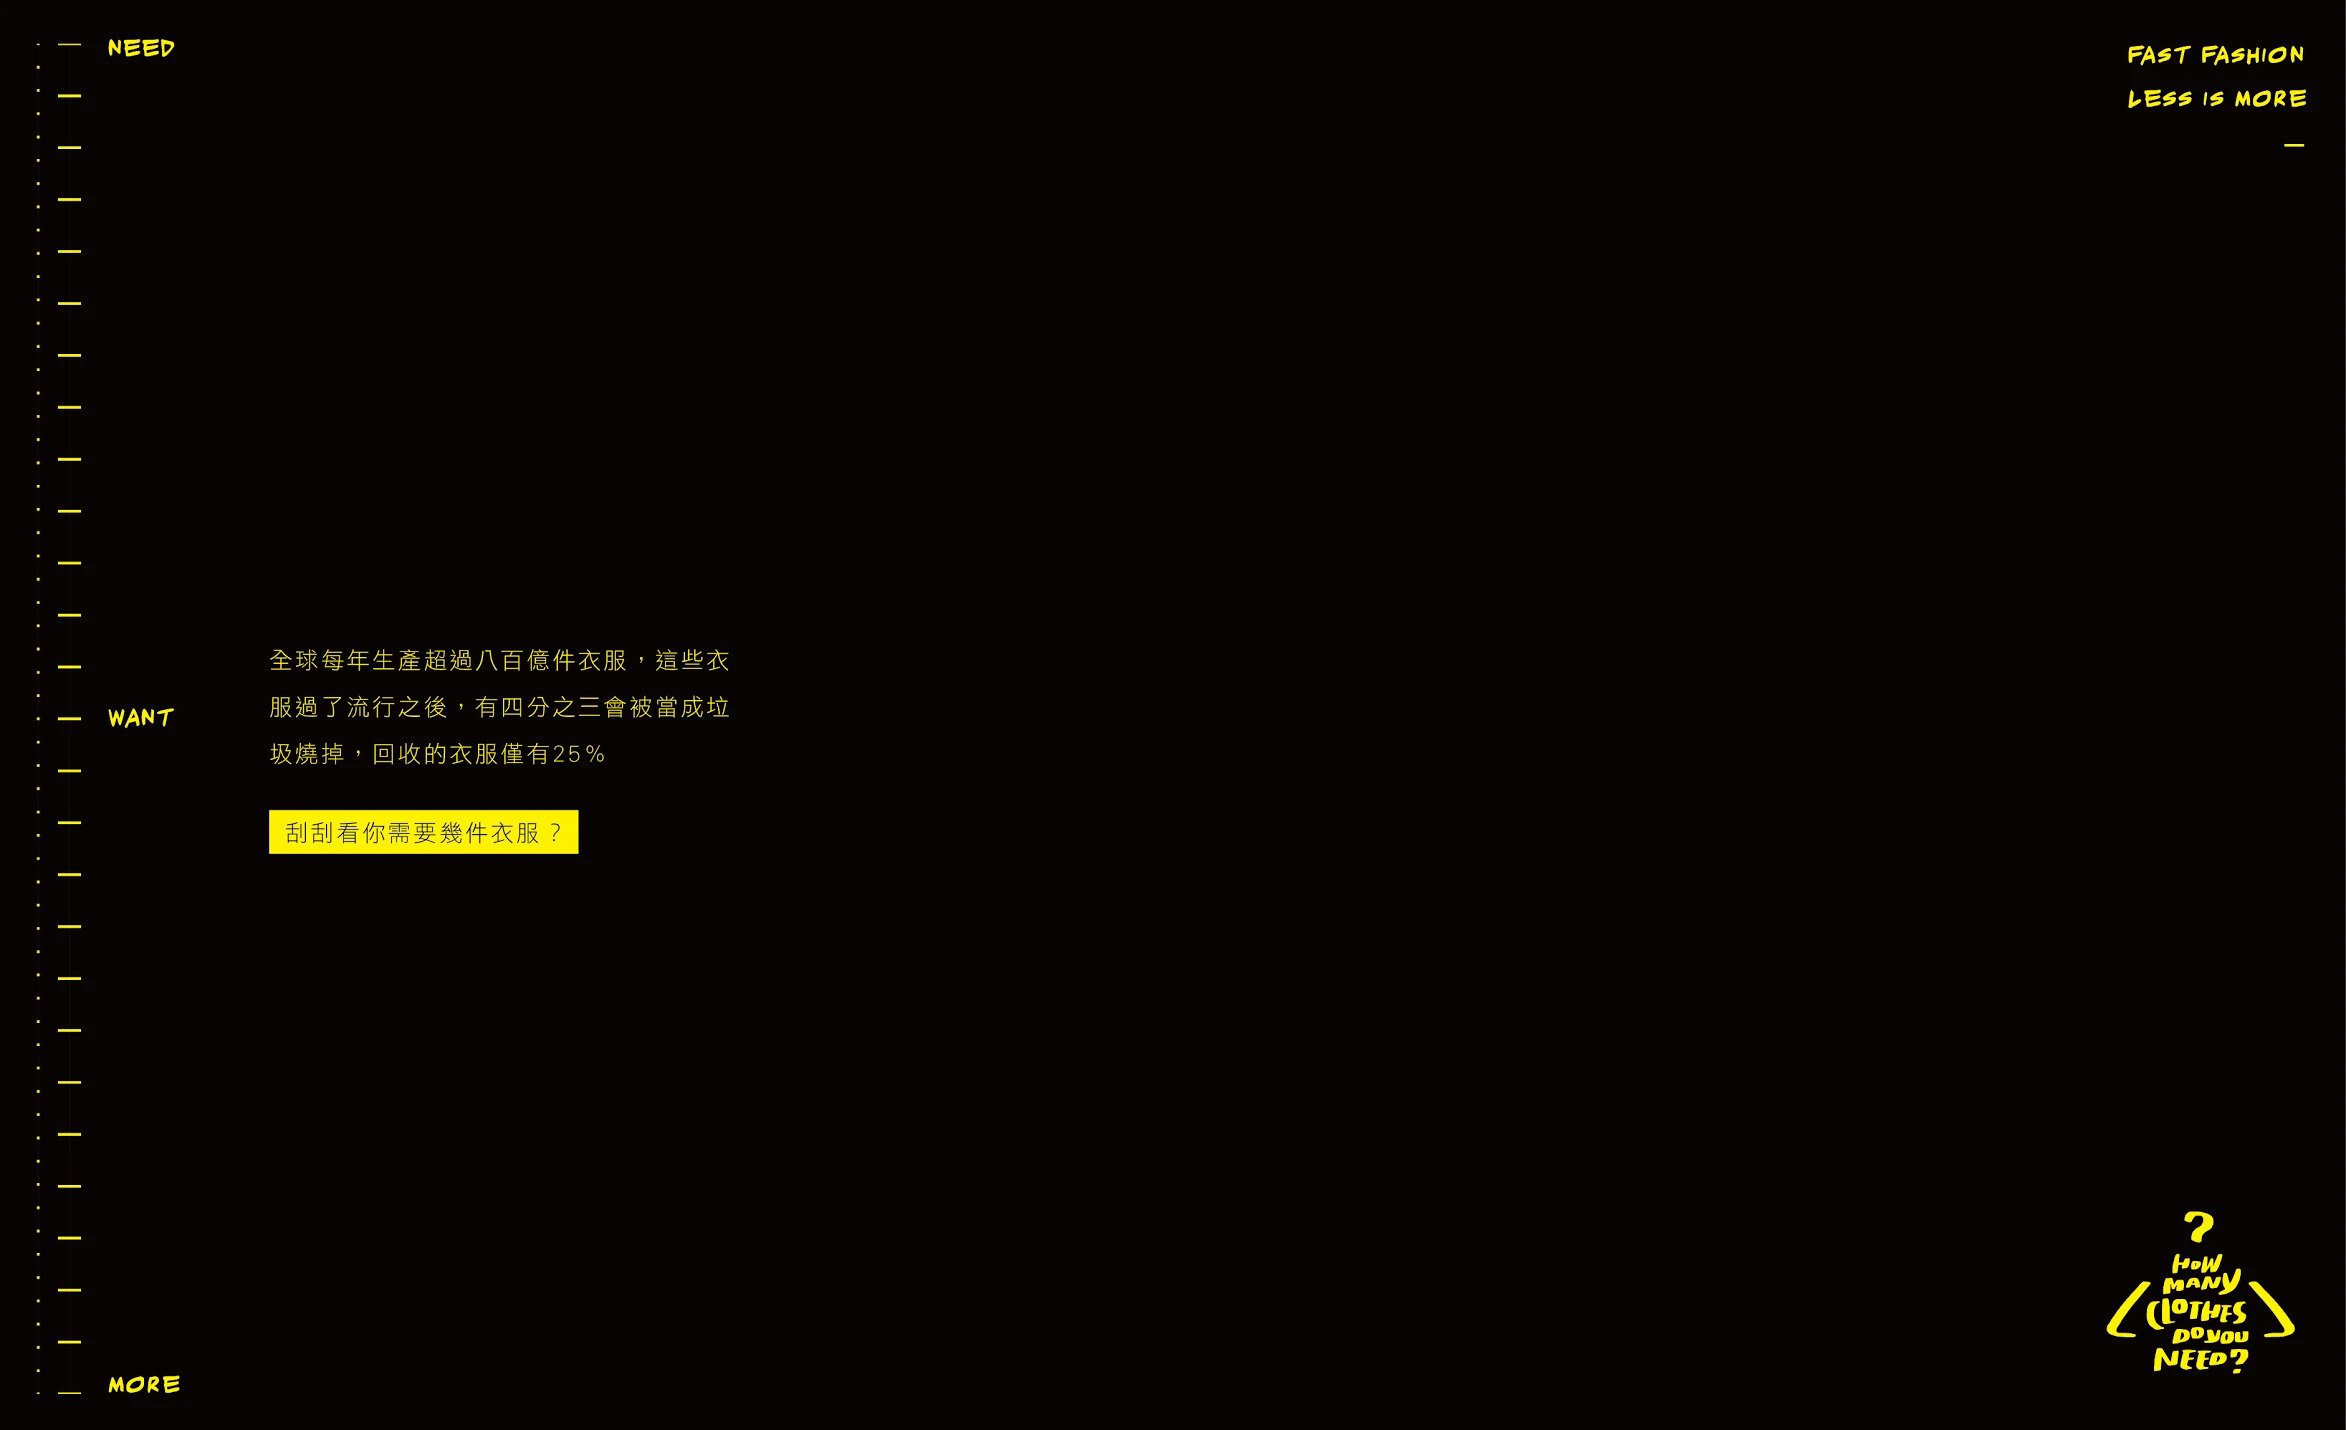 NEED
FAST FASHION
LESS IS MORE
全球每年生產超過八百億件衣服，這些衣
服過了流行之後，有四分之三會被當成垃
WANT
圾燒掉，回收的衣服僅有25%
刮刮看你需要幾件衣服？
?
HOW
MANY
CLOTHES
DO YOU
NEED?
MORE